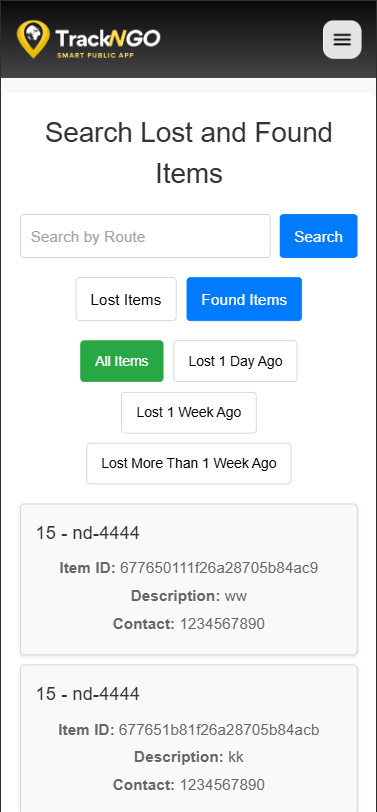 TrackNGO
SMART PUBLIC APP
Search Lost and Found
Items
Search by Route
Search
Lost Items
Found Items
All Items
Lost 1 Day Ago
Lost 1 Week Ago
Lost More Than 1 Week Ago
15 - nd-4444
Item ID: 677650111f26a28705b84ac9
Description: ww
Contact: 1234567890
15 - nd-4444
Item ID: 677651b81f26a28705b84acb
Description: kk
Contact: 1234567890